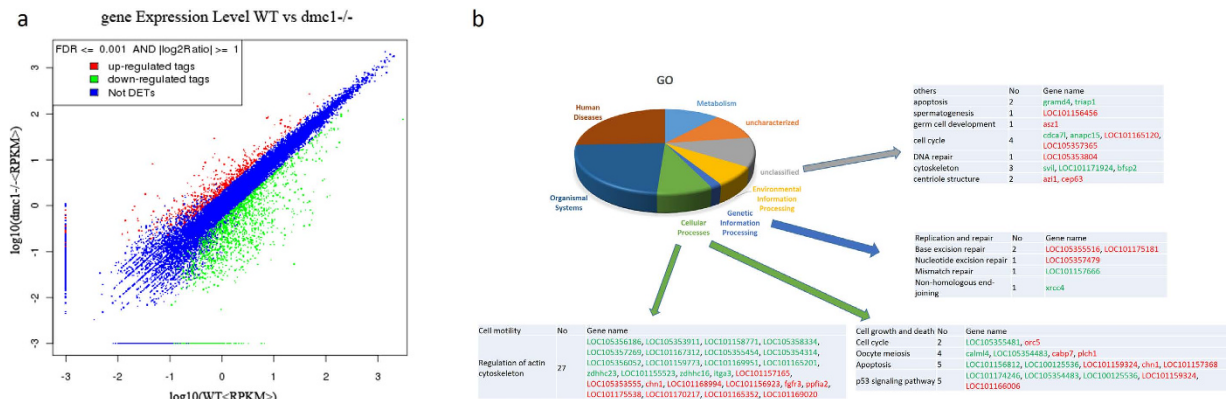 a
gene Expression Level WT vs dmc1-/-
FDR <= 0.001 AND |log2Ratio| >= 1
up-regulated tags
down-regulated tags
Not DETs
log10(dmc1-/-<RPKM>)
3
2
1
0
-1
-2
-3
-3 -2 -1 0 1 2 3
log10(WT<RPKM>)
b
GO
Human
Diseases
Metabolism
uncharacterized
unclassified
Environmental
Information
Processing
Genetic
Information
Processing
Cellular
Processes
Organismal
Systems
others No Gene name
apoptosis 2 gramd4, triap1
spermatogenesis 1 LOC101156456
germ cell development 1 asz1
cell cycle 4 cdca7l, anapc15, LOC101165120,
LOC105357365
DNA repair 1 LOC105353804
cytoskeleton 3 svil, LOC101171924, bfsp2
centriole structure 2 azl1, cep63
Replication and repair No Gene name
Base excision repair 2 LOC105355516, LOC101175181
Nucleotide excision repair 1 LOC105357479
Mismatch repair 1 LOC101157666
Non-homologous end-
joining 1 xrcc4
Cell motility No Gene name
Regulation of actin
cytoskeleton 27
LOC105356186, LOC105353911, LOC101158771, LOC105358334,
LOC105357269, LOC101167312, LOC105355454, LOC105354314,
LOC105356052, LOC101159773, LOC101169951, LOC101165201,
zdhhc23, LOC101155523, zdhhc16, itga3, LOC101157165,
LOC105353555, chn1, LOC101168994, LOC101156923, fgfr3, ppfia2,
LOC101175538, LOC101170217, LOC101165352, LOC101169020
Cell growth and death No Gene name
Cell cycle 2 LOC105355481, orc5
Oocyte meiosis 4 calml4, LOC105354483, cabp7, plch1
Apoptosis 5 LOC101156812, LOC100125536, LOC101159324, chn1, LOC101157368
p53 signaling pathway 5 LOC101174246, LOC105354483, LOC100125536, LOC101159324,
LOC101166006